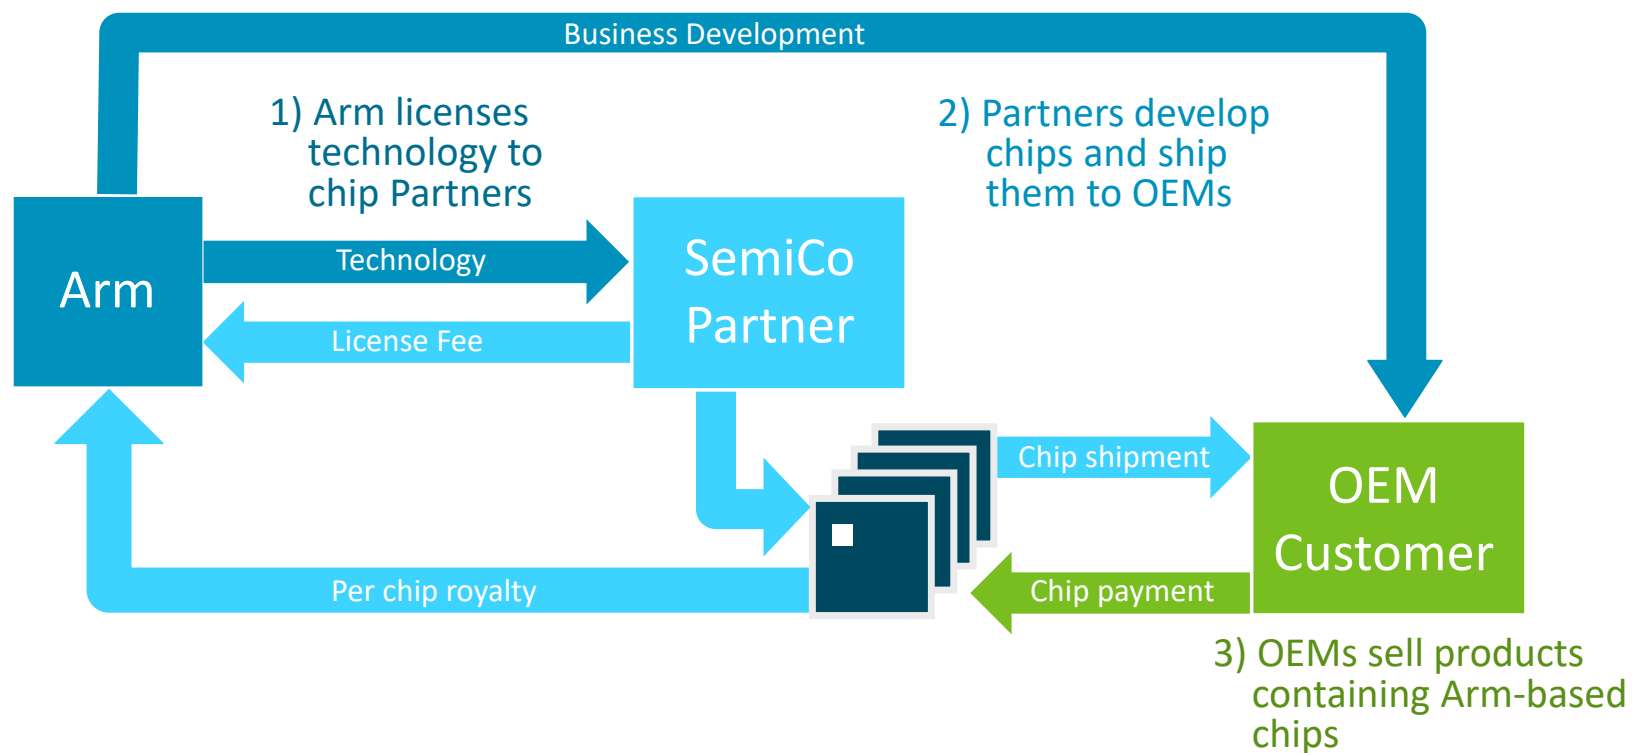 Business Development
1) Arm licenses
technology to
chip Partners
2) Partners develop
chips and ship
them to OEMs
Arm
Technology
License Fee
SemiCo
Partner
Chip shipment
OEM
Customer
Per chip royalty
Chip payment
3) OEMs sell products
containing Arm-based
chips